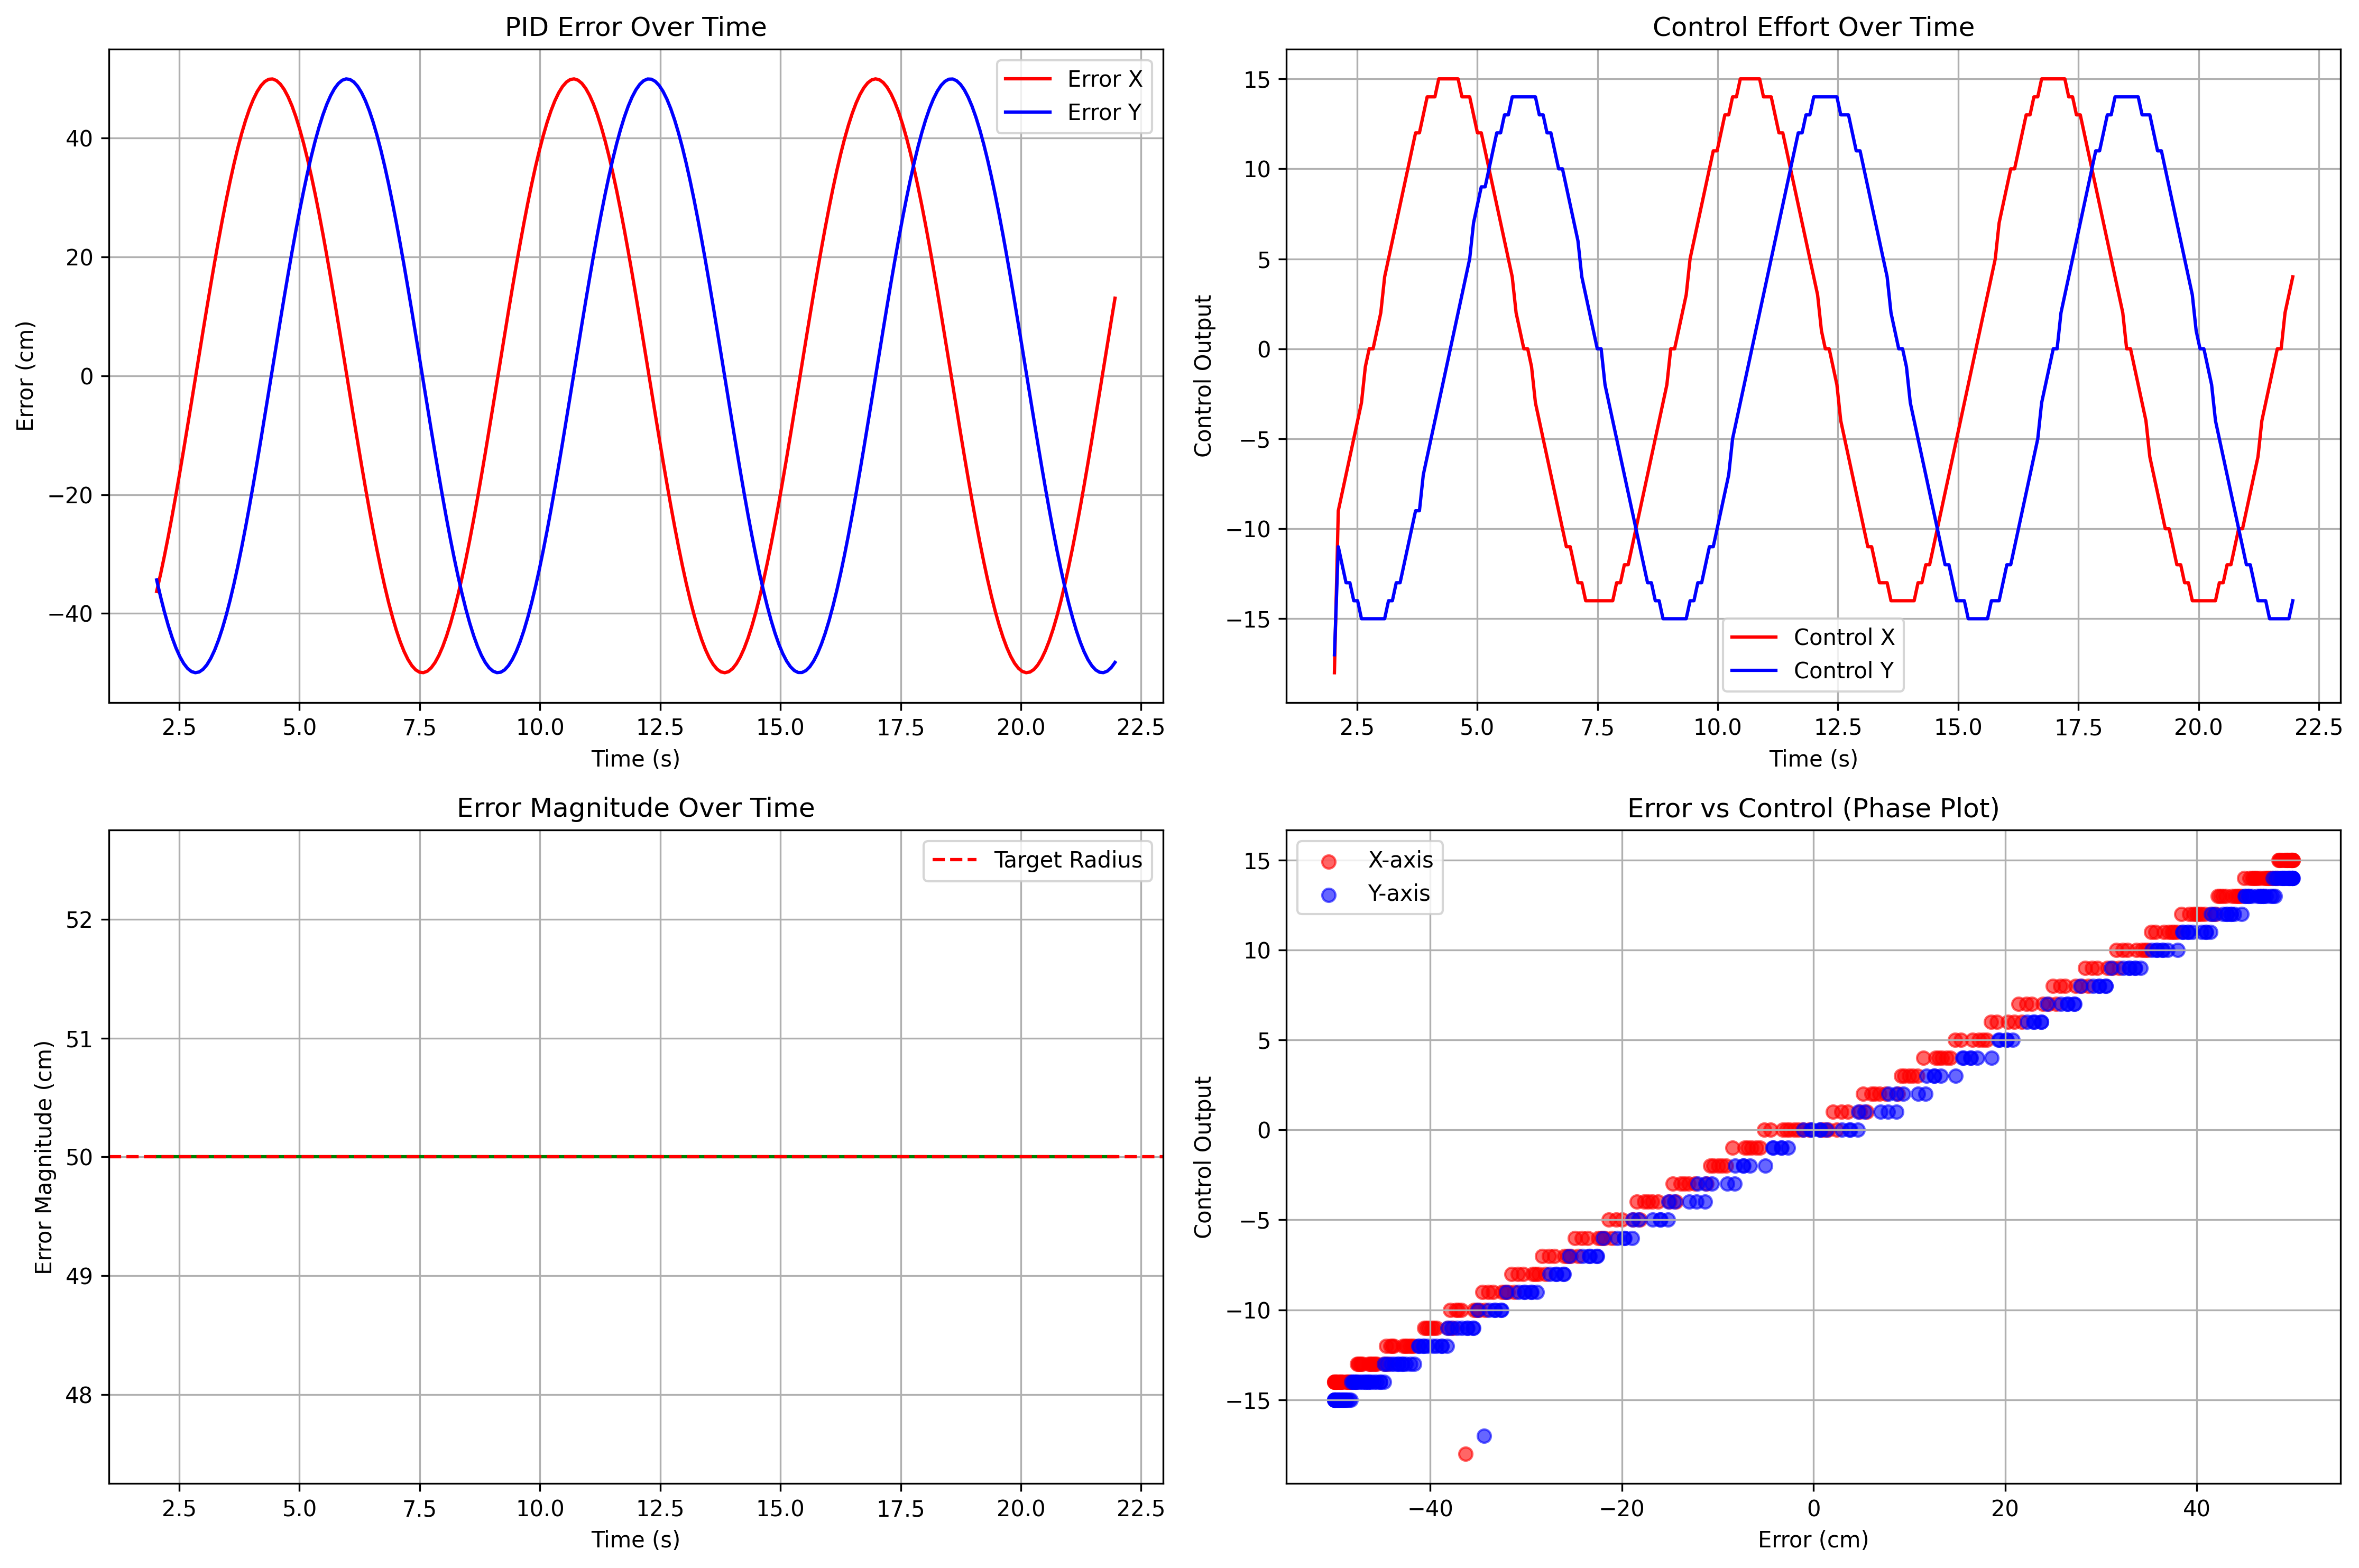 PID Error Over Time
Error (cm)
40
20
0
−20
−40
Error X
Error Y
2.5 5.0 7.5 10.0 12.5 15.0 17.5 20.0 22.5
Time (s)
Control Effort Over Time
Control Output
15
10
5
0
−5
−10
−15
Control X
Control Y
2.5 5.0 7.5 10.0 12.5 15.0 17.5 20.0 22.5
Time (s)
Error Magnitude Over Time
Error Magnitude (cm)
52
51
50
49
48
Target Radius
2.5 5.0 7.5 10.0 12.5 15.0 17.5 20.0 22.5
Time (s)
Error vs Control (Phase Plot)
Control Output
15
10
5
0
−5
−10
−15
X-axis
Y-axis
−40 −20 0 20 40
Error (cm)